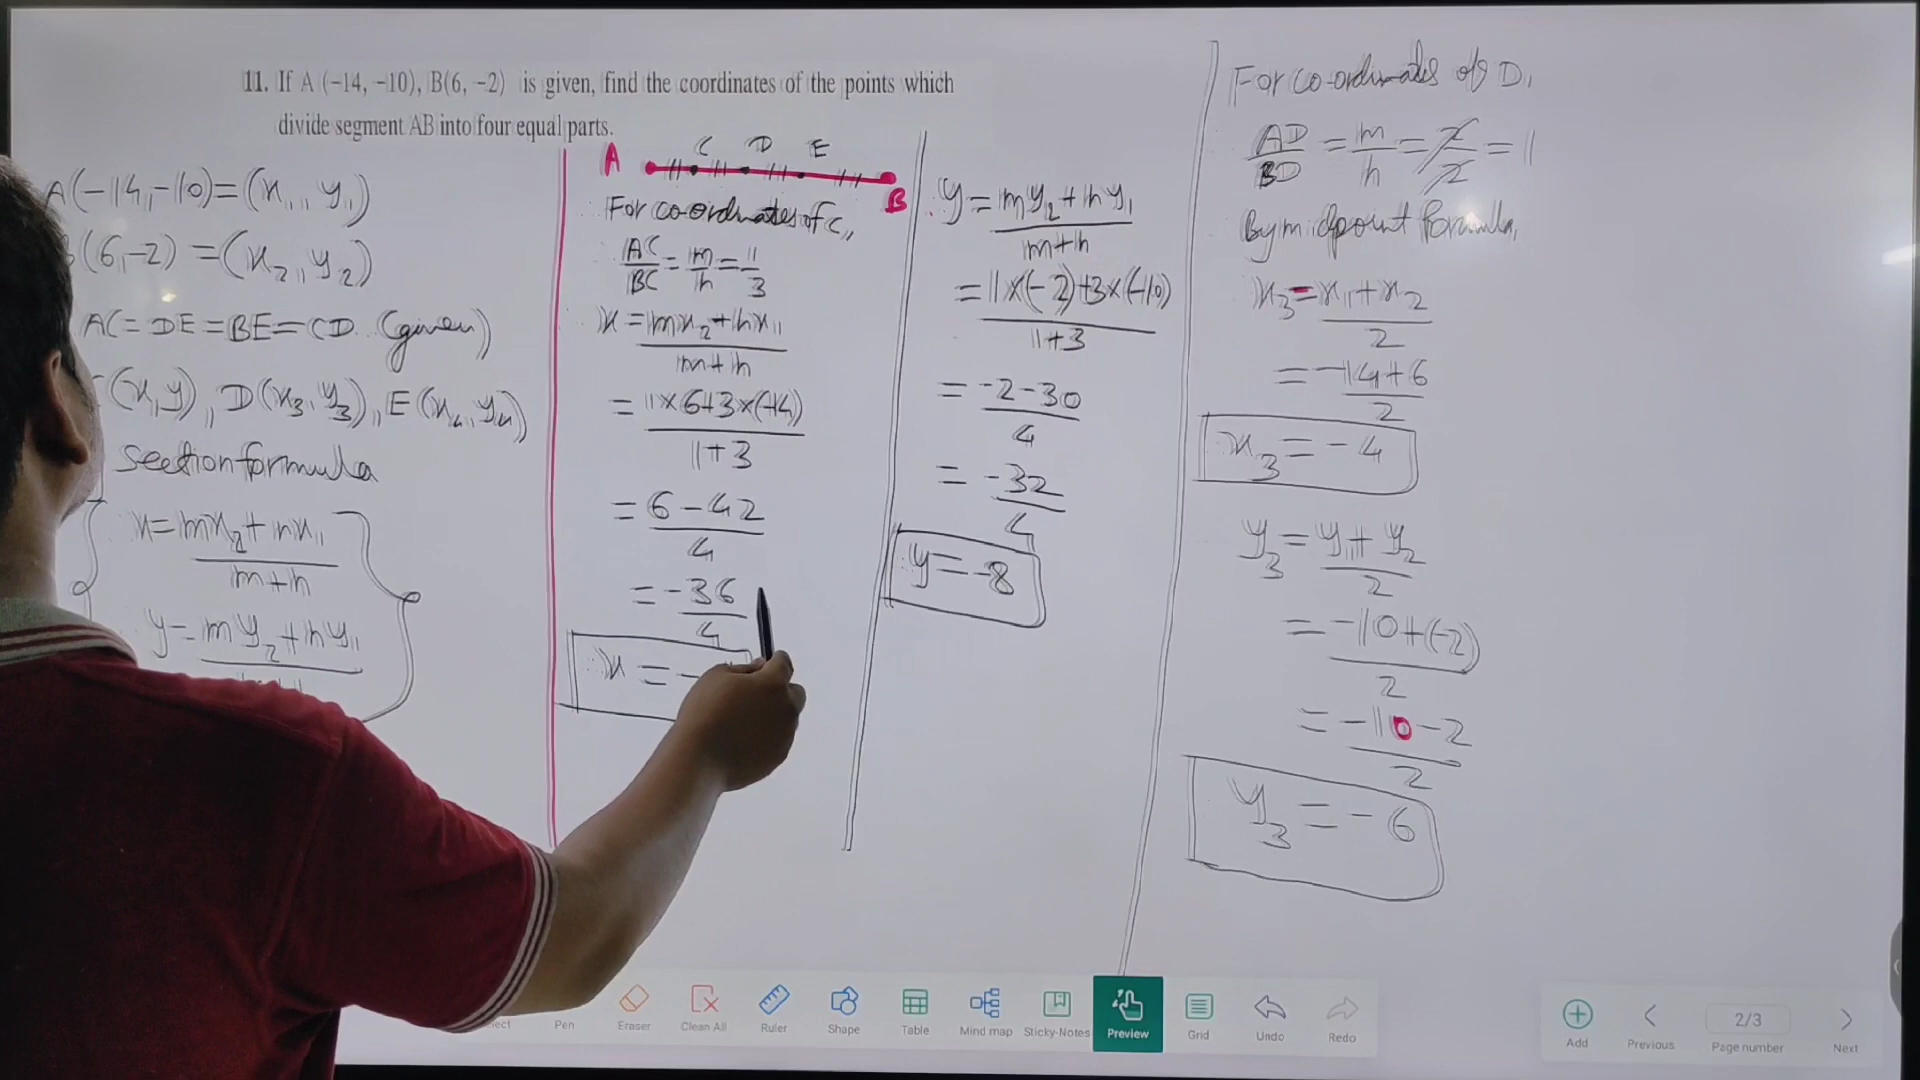 11. If A (−14, −10), B(6, −2) is given, find the coordinates of the points which
divide segment AB into four equal parts.
A(-14,-10)=(x₁, y₁)
(6,-2) =(x₂, y₂)
AC=DE=BE=CD. (given)
(x,y), D(x₃,y₃), E(x₄,y₄)
section formula
x=mx₂+nx₁
m+n
y=my₂+ny₁
A C D E B
For co-ordinates of C,,
AC/BC = m/n = 1/3
x=mx₂+nx₁
m+n
= 1×6+3×(-14)
1+3
= 6-42
4
= -36
4
x = -
y=my₂+ny₁
m+n
=1×(-2)+3×(-10)
1+3
= -2-30
4
= -32
4
y=-8
For co-ordinates of D,
AD/BD = m/n = 2/2 = 1
By midpoint formula,
x₃=x₁+x₂
2
= -14+6
2
x₃ = -4
y₃=y₁+y₂
2
= -10+(-2)
2
= -10-2
2
y₃ = -6
Pen Eraser Clean All Ruler Shape Table Mind map Sticky-Notes Preview Grid Undo Redo
Add Previous 2/3 Page number Next